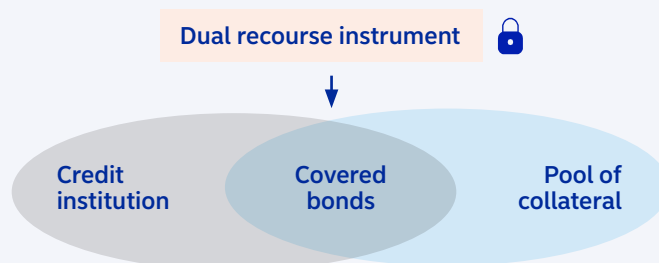 Dual recourse instrument
Credit
institution
Covered
bonds
Pool of
collateral